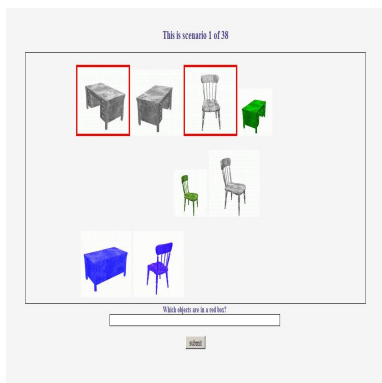 This is scenario 1 of 38
Which objects are in a red box?
submit